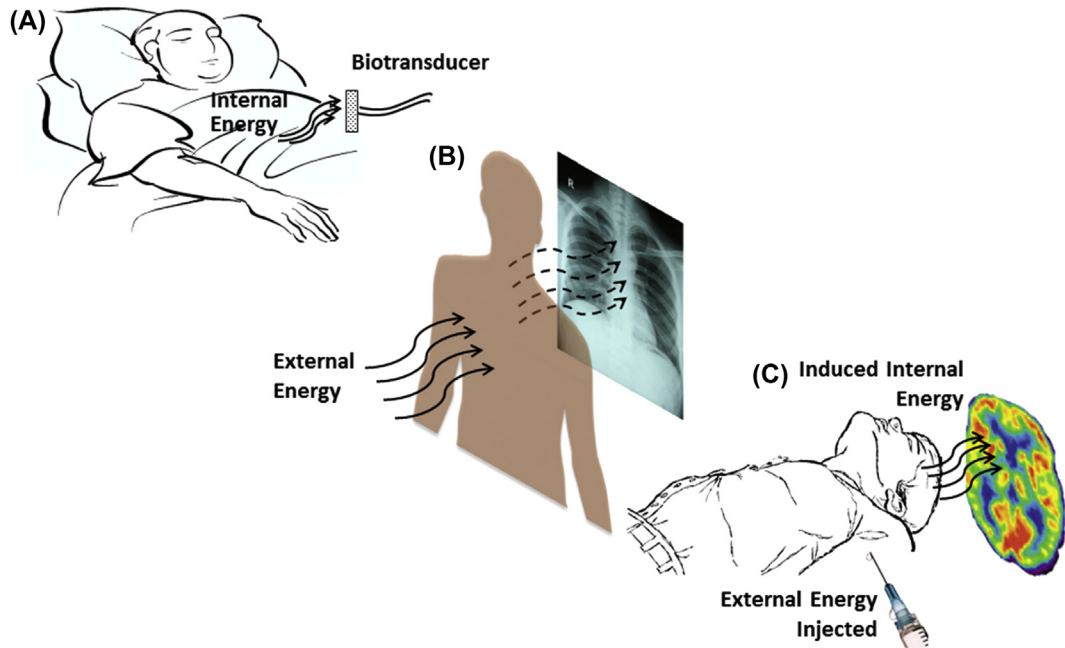 (A)
Biotransducer
Internal
Energy
(B)
R
External
Energy
(C)
Induced Internal
Energy
External Energy
Injected